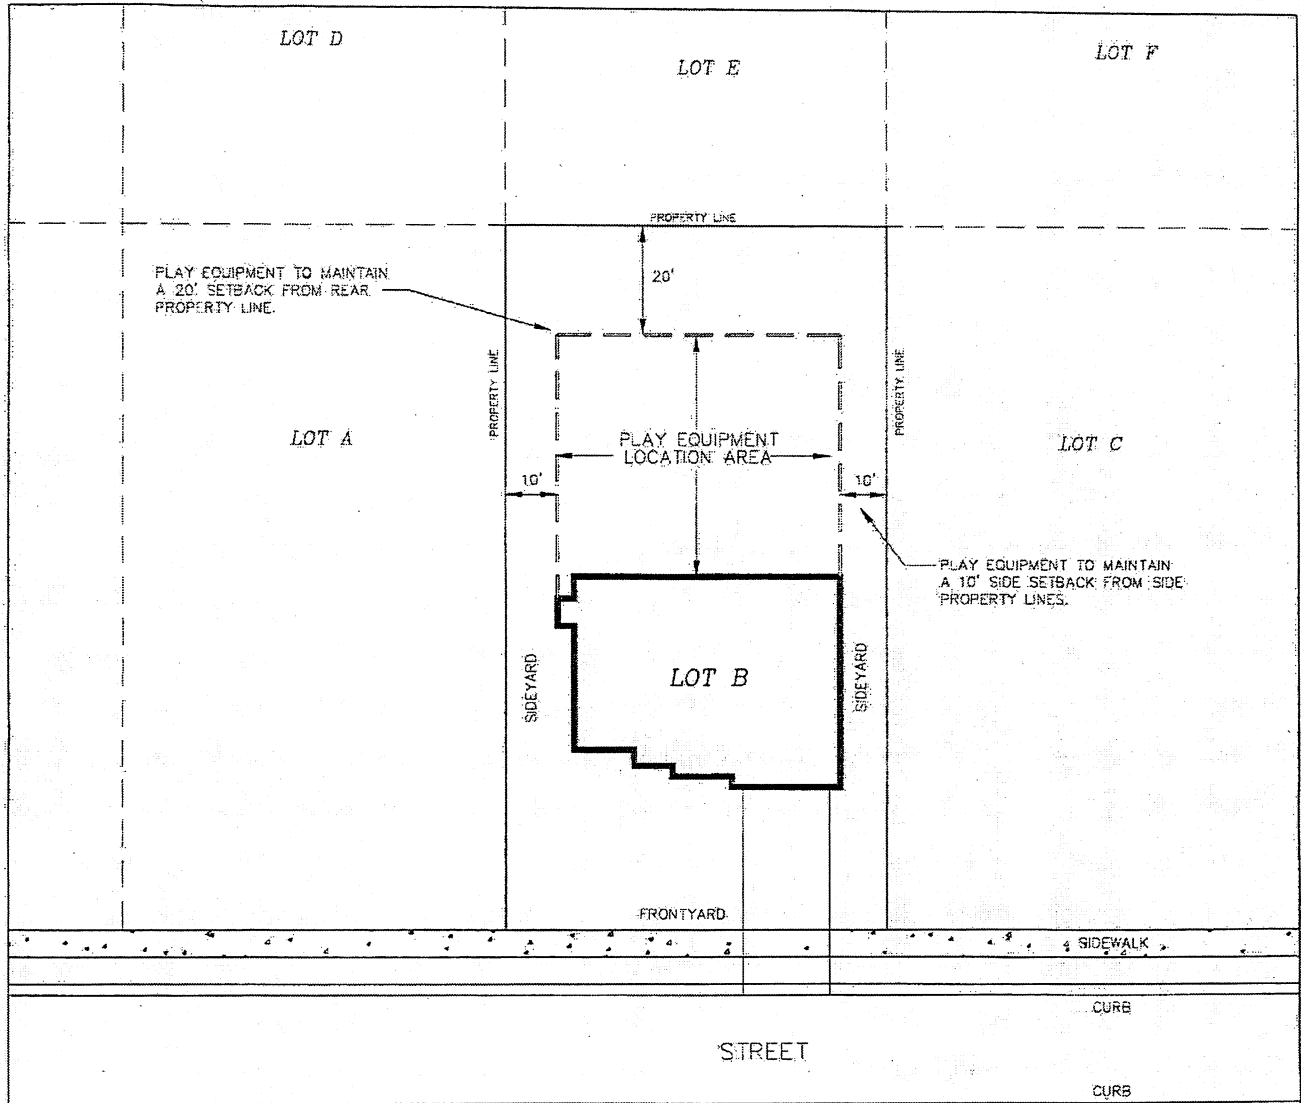 LOT D
LOT E
LOT F
PROPERTY LINE
20'
PLAY EQUIPMENT TO MAINTAIN
A 20' SETBACK FROM REAR
PROPERTY LINE.
PROPERTY LINE
PROPERTY LINE
LOT A
PLAY EQUIPMENT
LOCATION AREA
LOT C
10'
10'
PLAY EQUIPMENT TO MAINTAIN
A 10' SIDE SETBACK FROM SIDE
PROPERTY LINES.
SIDEYARD
LOT B
SIDEYARD
FRONTYARD
SIDEWALK
CURB
STREET
CURB